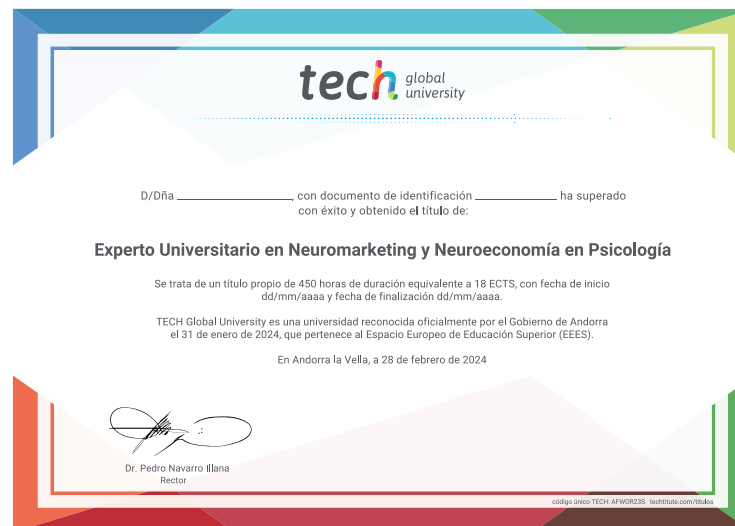 tech global
university
D/Dña ______________, con documento de identificación __________ ha superado
con éxito y obtenido el título de:
Experto Universitario en Neuromarketing y Neuroeconomía en Psicología
Se trata de un título propio de 450 horas de duración equivalente a 18 ECTS, con fecha de inicio
dd/mm/aaaa y fecha de finalización dd/mm/aaaa.
TECH Global University es una universidad reconocida oficialmente por el Gobierno de Andorra
el 31 de enero de 2024, que pertenece al Espacio Europeo de Educación Superior (EEES).
En Andorra la Vella, a 28 de febrero de 2024
Dr. Pedro Navarro Illana
Rector
código único TECH: AFWOR23S techtitute.com/titulos